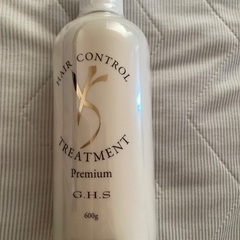 HAIR CONTROL
TREATMENT
Premium
G.H.S
600g